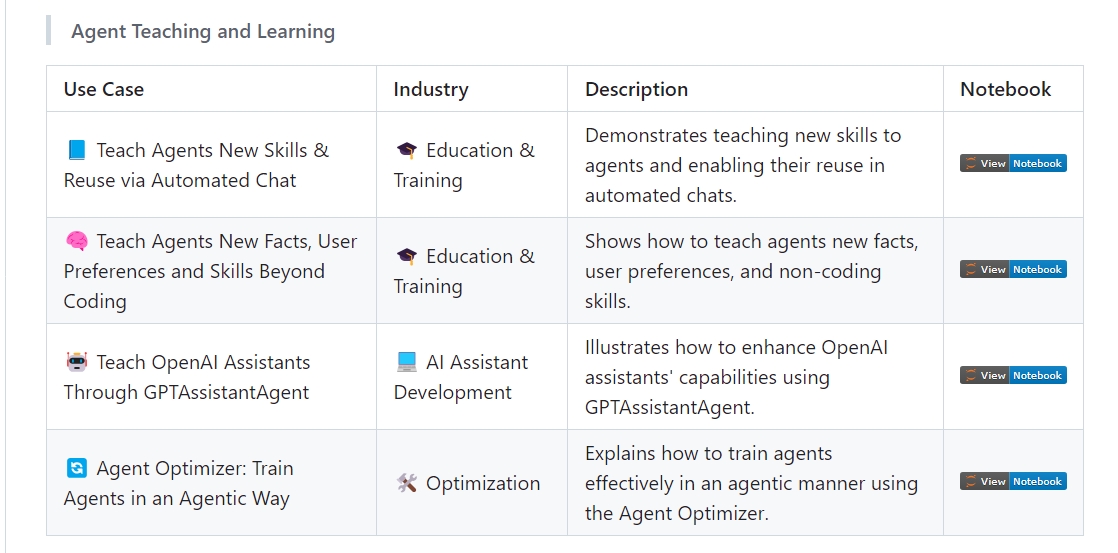 Agent Teaching and Learning
Use Case
Industry
Description
Notebook
Teach Agents New Skills &
Reuse via Automated Chat
Education &
Training
Demonstrates teaching new skills to
agents and enabling their reuse in
automated chats.
View Notebook
Teach Agents New Facts, User
Preferences and Skills Beyond
Coding
Education &
Training
Shows how to teach agents new facts,
user preferences, and non-coding
skills.
View Notebook
Teach OpenAI Assistants
Through GPTAssistantAgent
AI Assistant
Development
Illustrates how to enhance OpenAI
assistants' capabilities using
GPTAssistantAgent.
View Notebook
Agent Optimizer: Train
Agents in an Agentic Way
Optimization
Explains how to train agents
effectively in an agentic manner using
the Agent Optimizer.
View Notebook